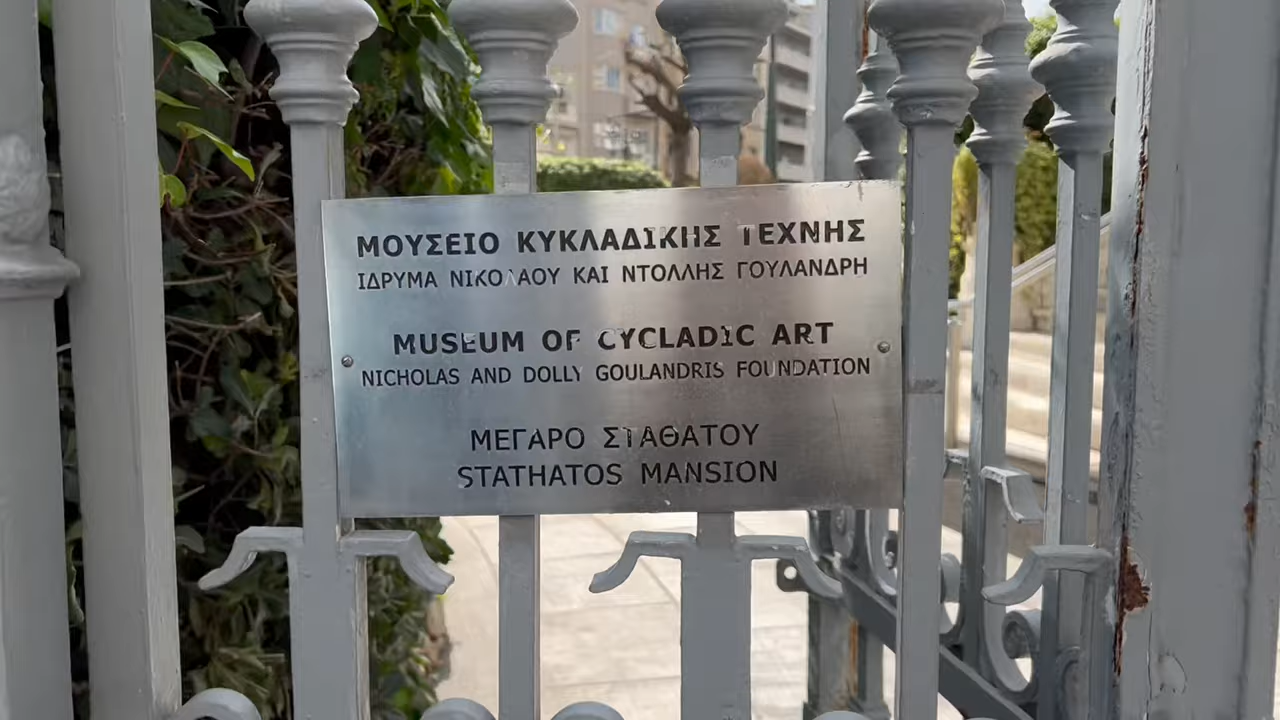 ΜΟΥΣΕΙΟ ΚΥΚΛΑΔΙΚΗΣ ΤΕΧΝΗΣ
ΙΔΡΥΜΑ ΝΙΚΟΛΑΟΥ ΚΑΙ ΝΤΟΛΛΗΣ ΓΟΥΛΑΝΔΡΗ
MUSEUM OF CYCLADIC ART
NICHOLAS AND DOLLY GOULANDRIS FOUNDATION
ΜΕΓΑΡΟ ΣΤΑΘΑΤΟΥ
STATHATOS MANSION